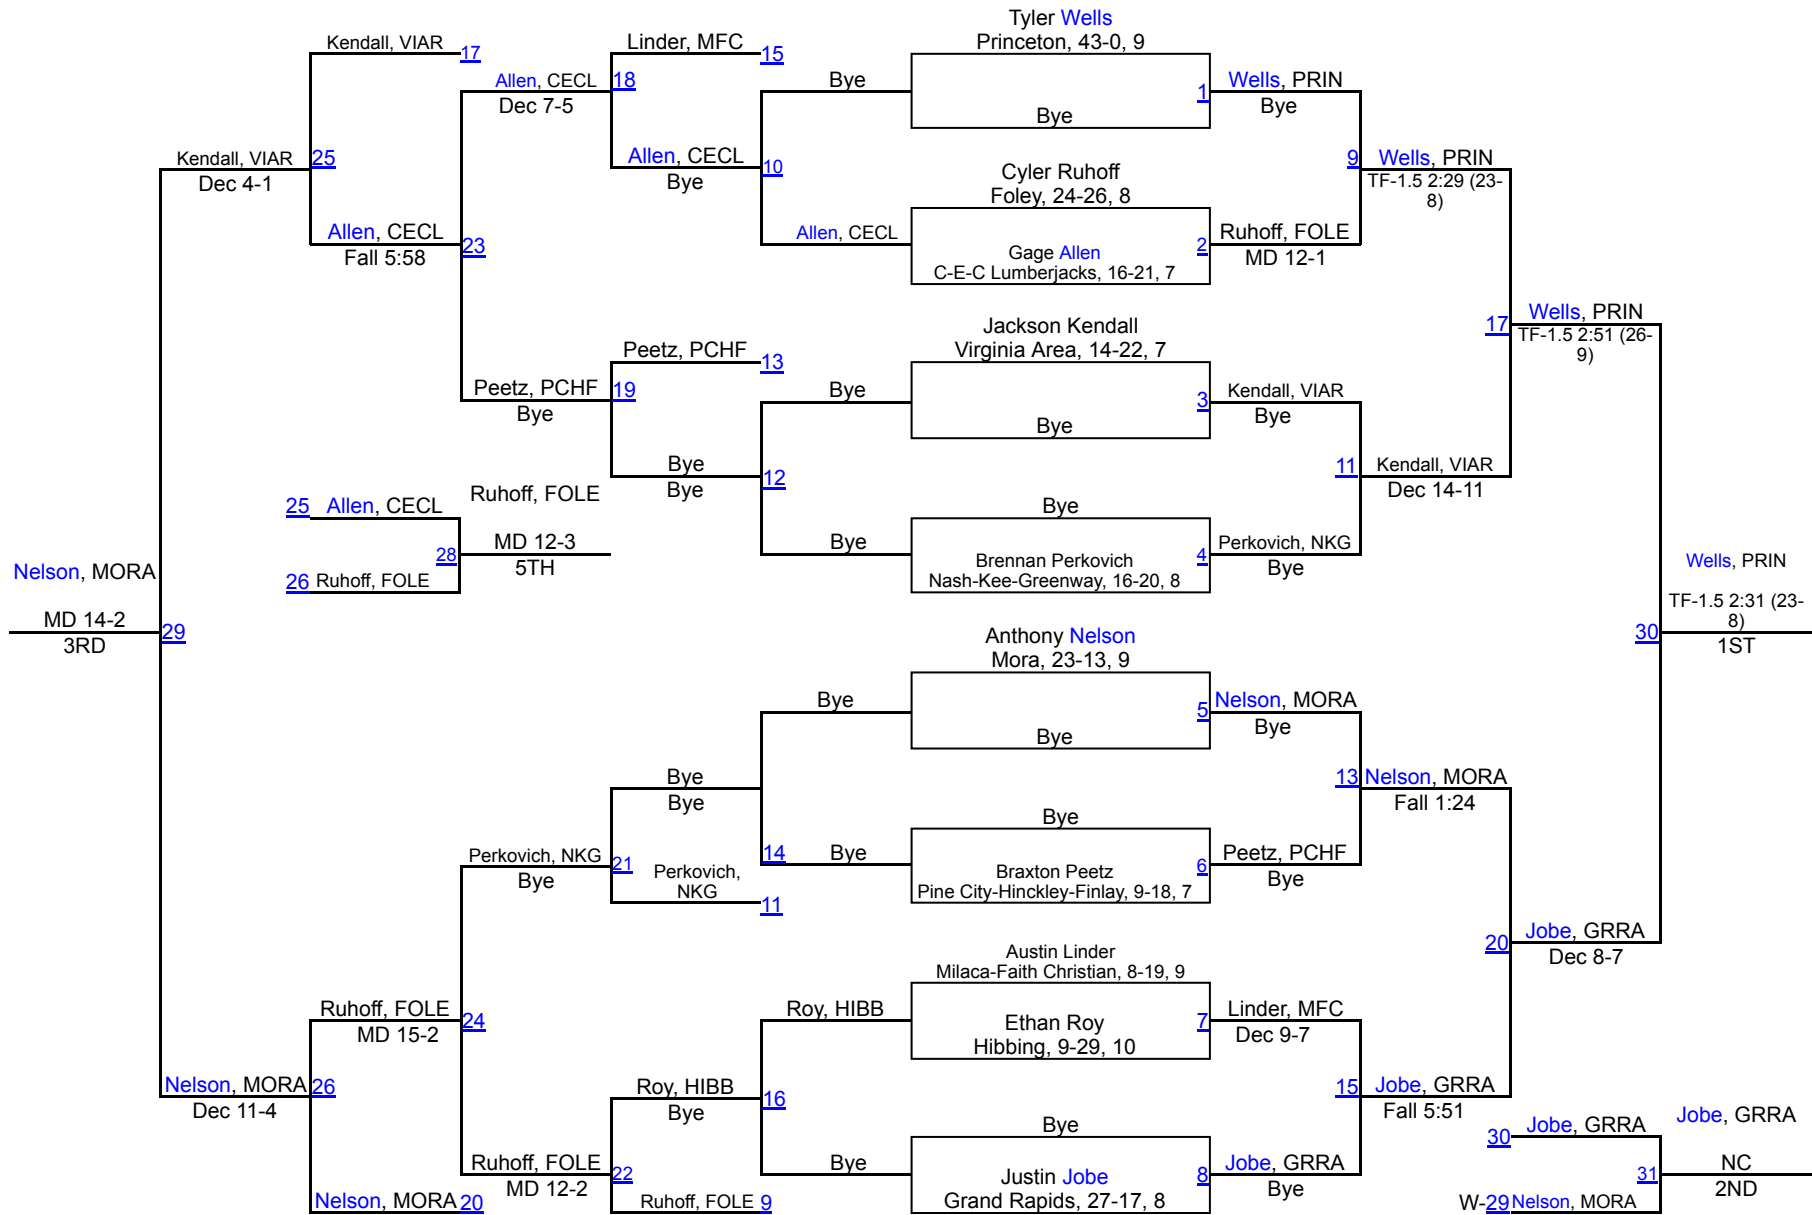 Tyler Wells
Princeton, 43-0, 9
Kendall, VIAR
17
Linder, MFC
15
Allen, CECL
18
Dec 7-5
Bye
1
Wells, PRIN
Bye
Bye
Kendall, VIAR
25
Dec 4-1
Allen, CECL
10
Bye
9
Wells, PRIN
TF-1.5 2:29 (23-
8)
Cyler Ruhoff
Foley, 24-26, 8
Allen, CECL
23
Fall 5:58
Allen, CECL
Gage Allen
C-E-C Lumberjacks, 16-21, 7
2
Ruhoff, FOLE
MD 12-1
17
Wells, PRIN
TF-1.5 2:51 (26-
9)
Jackson Kendall
Virginia Area, 14-22, 7
Peetz, PCHF
13
Peetz, PCHF
19
Bye
Bye
3
Kendall, VIAR
Bye
Bye
Bye
12
Bye
11
Kendall, VIAR
Dec 14-11
25
Allen, CECL
Ruhoff, FOLE
28
MD 12-3
5TH
26
Ruhoff, FOLE
Bye
Bye
Brennan Perkovich
Nash-Kee-Greenway, 16-20, 8
4
Perkovich, NKG
Bye
Nelson, MORA
MD 14-2
29
3RD
Wells, PRIN
TF-1.5 2:31 (23-
8)
30
1ST
Anthony Nelson
Mora, 23-13, 9
Bye
5
Nelson, MORA
Bye
Bye
Bye
Bye
13
Nelson, MORA
Fall 1:24
Bye
Perkovich, NKG
21
Bye
14
Bye
Braxton Peetz
Pine City-Hinckley-Finlay, 9-18, 7
6
Peetz, PCHF
Bye
Perkovich,
NKG
11
20
Jobe, GRRA
Dec 8-7
Austin Linder
Milaca-Faith Christian, 8-19, 9
Ruhoff, FOLE
24
MD 15-2
Roy, HIBB
Ethan Roy
Hibbing, 9-29, 10
7
Linder, MFC
Dec 9-7
Nelson, MORA
26
Dec 11-4
Roy, HIBB
16
Bye
15
Jobe, GRRA
Fall 5:51
Bye
Ruhoff, FOLE
22
MD 12-2
Bye
Justin Jobe
Grand Rapids, 27-17, 8
8
Jobe, GRRA
Bye
Nelson, MORA
20
Ruhoff, FOLE
9
30
Jobe, GRRA
Jobe, GRRA
31
NC
2ND
W-29
Nelson, MORA